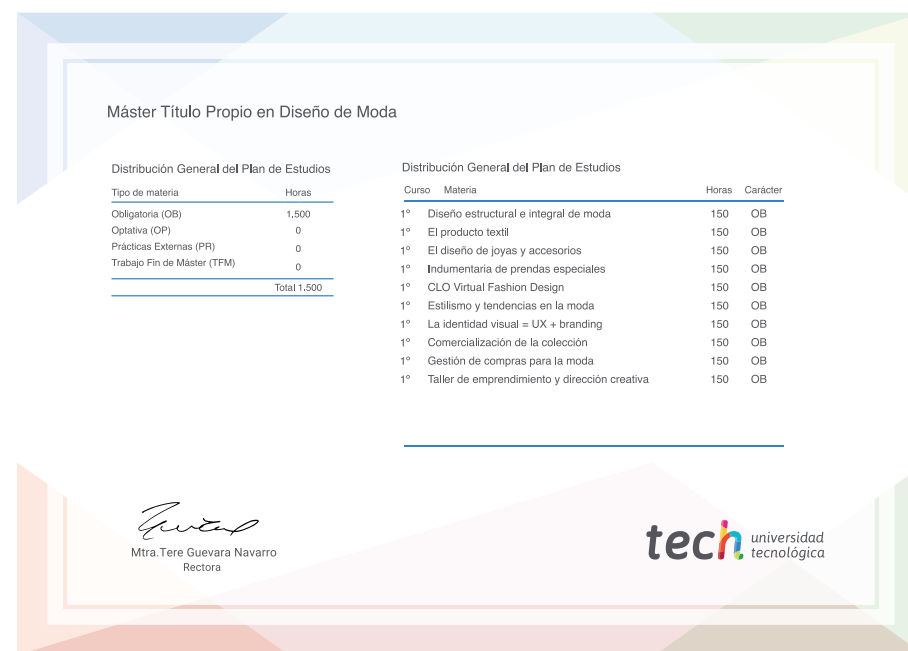 Máster Título Propio en Diseño de Moda
Distribución General del Plan de Estudios
Tipo de materia Horas
Obligatoria (OB) 1,500
Optativa (OP) 0
Prácticas Externas (PR) 0
Trabajo Fin de Máster (TFM) 0
Total 1.500
Distribución General del Plan de Estudios
Curso Materia Horas Carácter
1º Diseño estructural e integral de moda 150 OB
1º El producto textil 150 OB
1º El diseño de joyas y accesorios 150 OB
1º Indumentaria de prendas especiales 150 OB
1º CLO Virtual Fashion Design 150 OB
1º Estilismo y tendencias en la moda 150 OB
1º La identidad visual = UX + branding 150 OB
1º Comercialización de la colección 150 OB
1º Gestión de compras para la moda 150 OB
1º Taller de emprendimiento y dirección creativa 150 OB
Mtra.Tere Guevara Navarro
Rectora
tech universidad
tecnológica